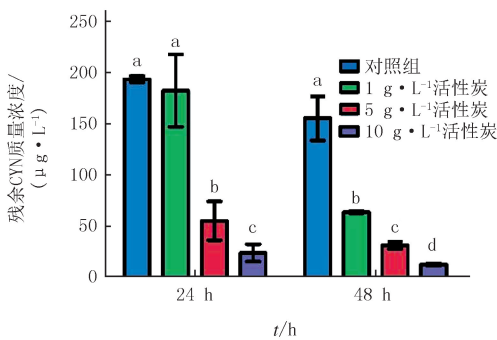 残余CYN质量浓度/
(μg·L⁻¹)
250
200
150
100
50
0
a
a
b
c
a
b
c
d
对照组
1 g·L⁻¹活性炭
5 g·L⁻¹活性炭
10 g·L⁻¹活性炭
24 h
48 h
t/h